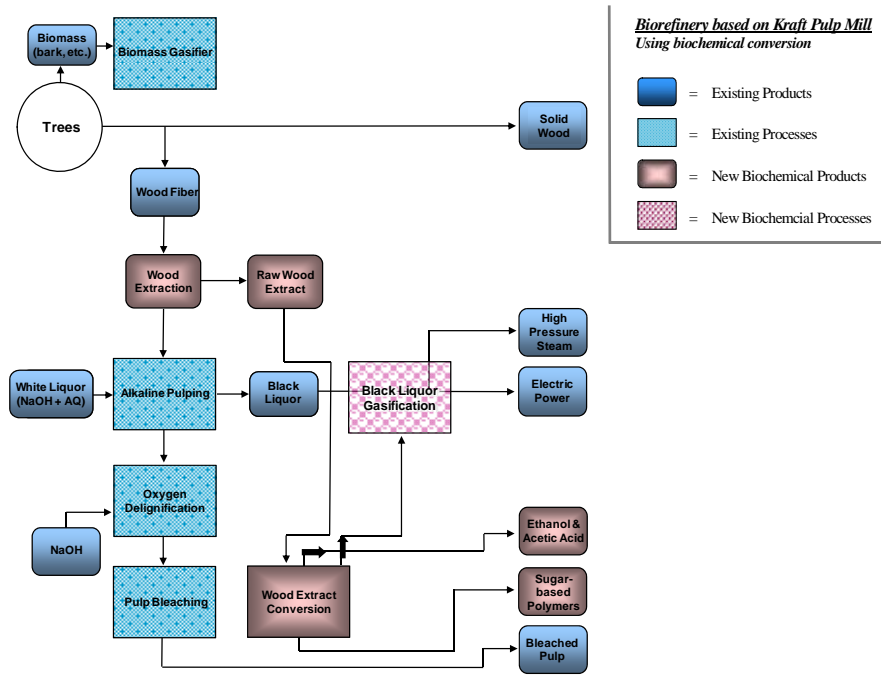 Biorefinery based on Kraft Pulp Mill
Using biochemical conversion
= Existing Products
= Existing Processes
= New Biochemical Products
= New Biochemcial Processes
Biomass
(bark, etc.)
Biomass Gasifier
Trees
Solid
Wood
Wood Fiber
Wood
Extraction
Raw Wood
Extract
High
Pressure
Steam
White Liquor
(NaOH + AQ)
Alkaline Pulping
Black
Liquor
Black Liquor
Gasification
Electric
Power
Oxygen
Delignification
NaOH
Ethanol &
Acetic Acid
Pulp Bleaching
Wood Extract
Conversion
Sugar-
based
Polymers
Bleached
Pulp